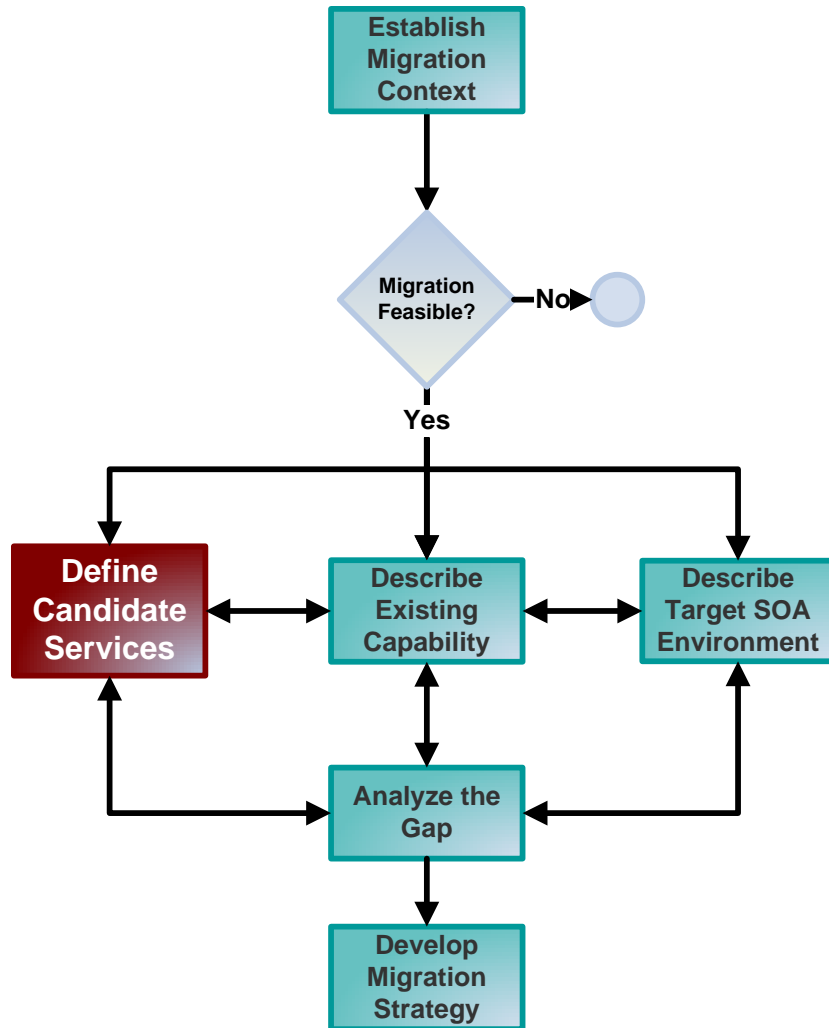 Establish
Migration
Context
Migration
Feasible?
No
Yes
Define
Candidate
Services
Describe
Existing
Capability
Describe
Target SOA
Environment
Analyze the
Gap
Develop
Migration
Strategy